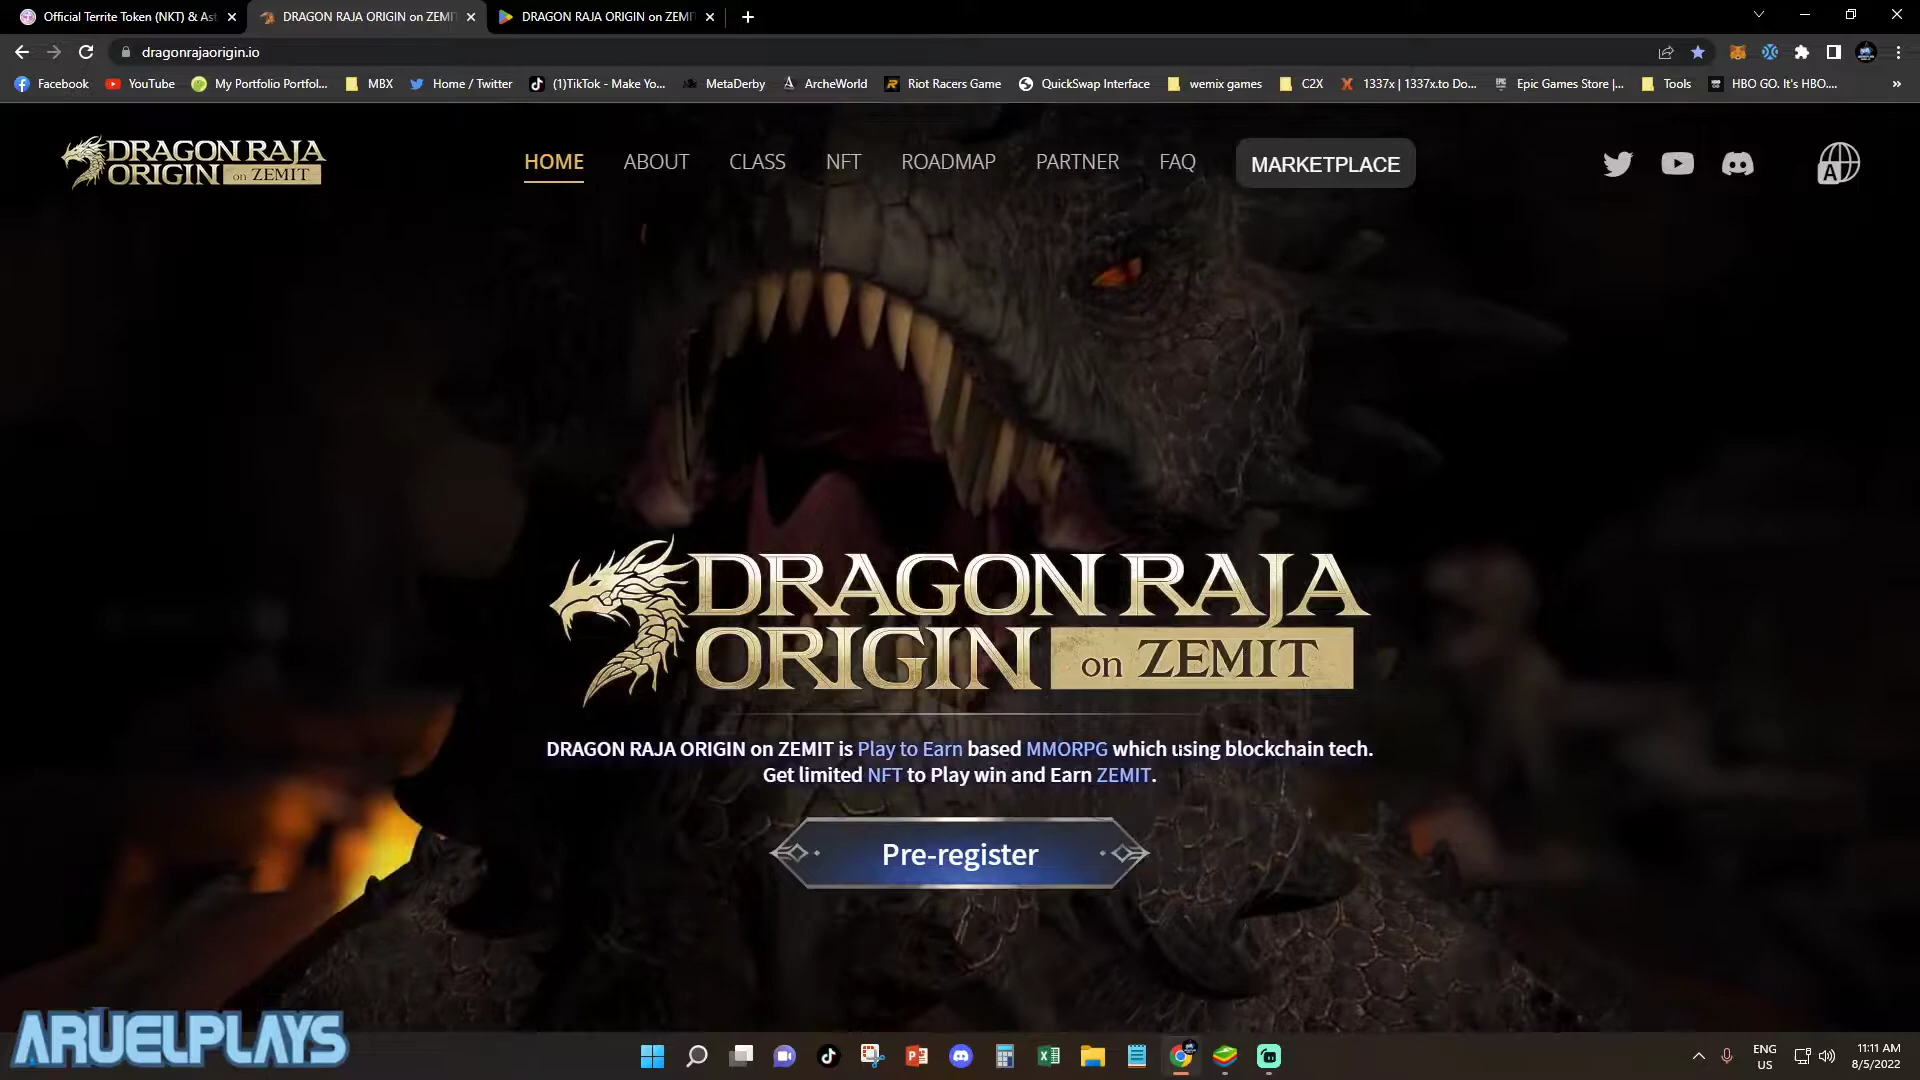 Official Territe Token (NKT) & Ast
DRAGON RAJA ORIGIN on ZEMIT
DRAGON RAJA ORIGIN on ZEMIT
dragonrajaorigin.io
Facebook
YouTube
My Portfolio Portfol...
MBX
Home / Twitter
(1)TikTok - Make Yo...
MetaDerby
ArcheWorld
Riot Racers Game
QuickSwap Interface
wemix games
C2X
1337x | 1337x.to Do...
Epic Games Store |...
Tools
HBO GO. It's HBO....
»
DRAGON RAJA
ORIGIN on ZEMIT
HOME
ABOUT
CLASS
NFT
ROADMAP
PARTNER
FAQ
MARKETPLACE
A
DRAGON RAJA
ORIGIN on ZEMIT
DRAGON RAJA ORIGIN on ZEMIT is Play to Earn based MMORPG which using blockchain tech.
Get limited NFT to Play win and Earn ZEMIT.
Pre-register
ARUELPLAYS
ENG
US
11:11 AM
8/5/2022